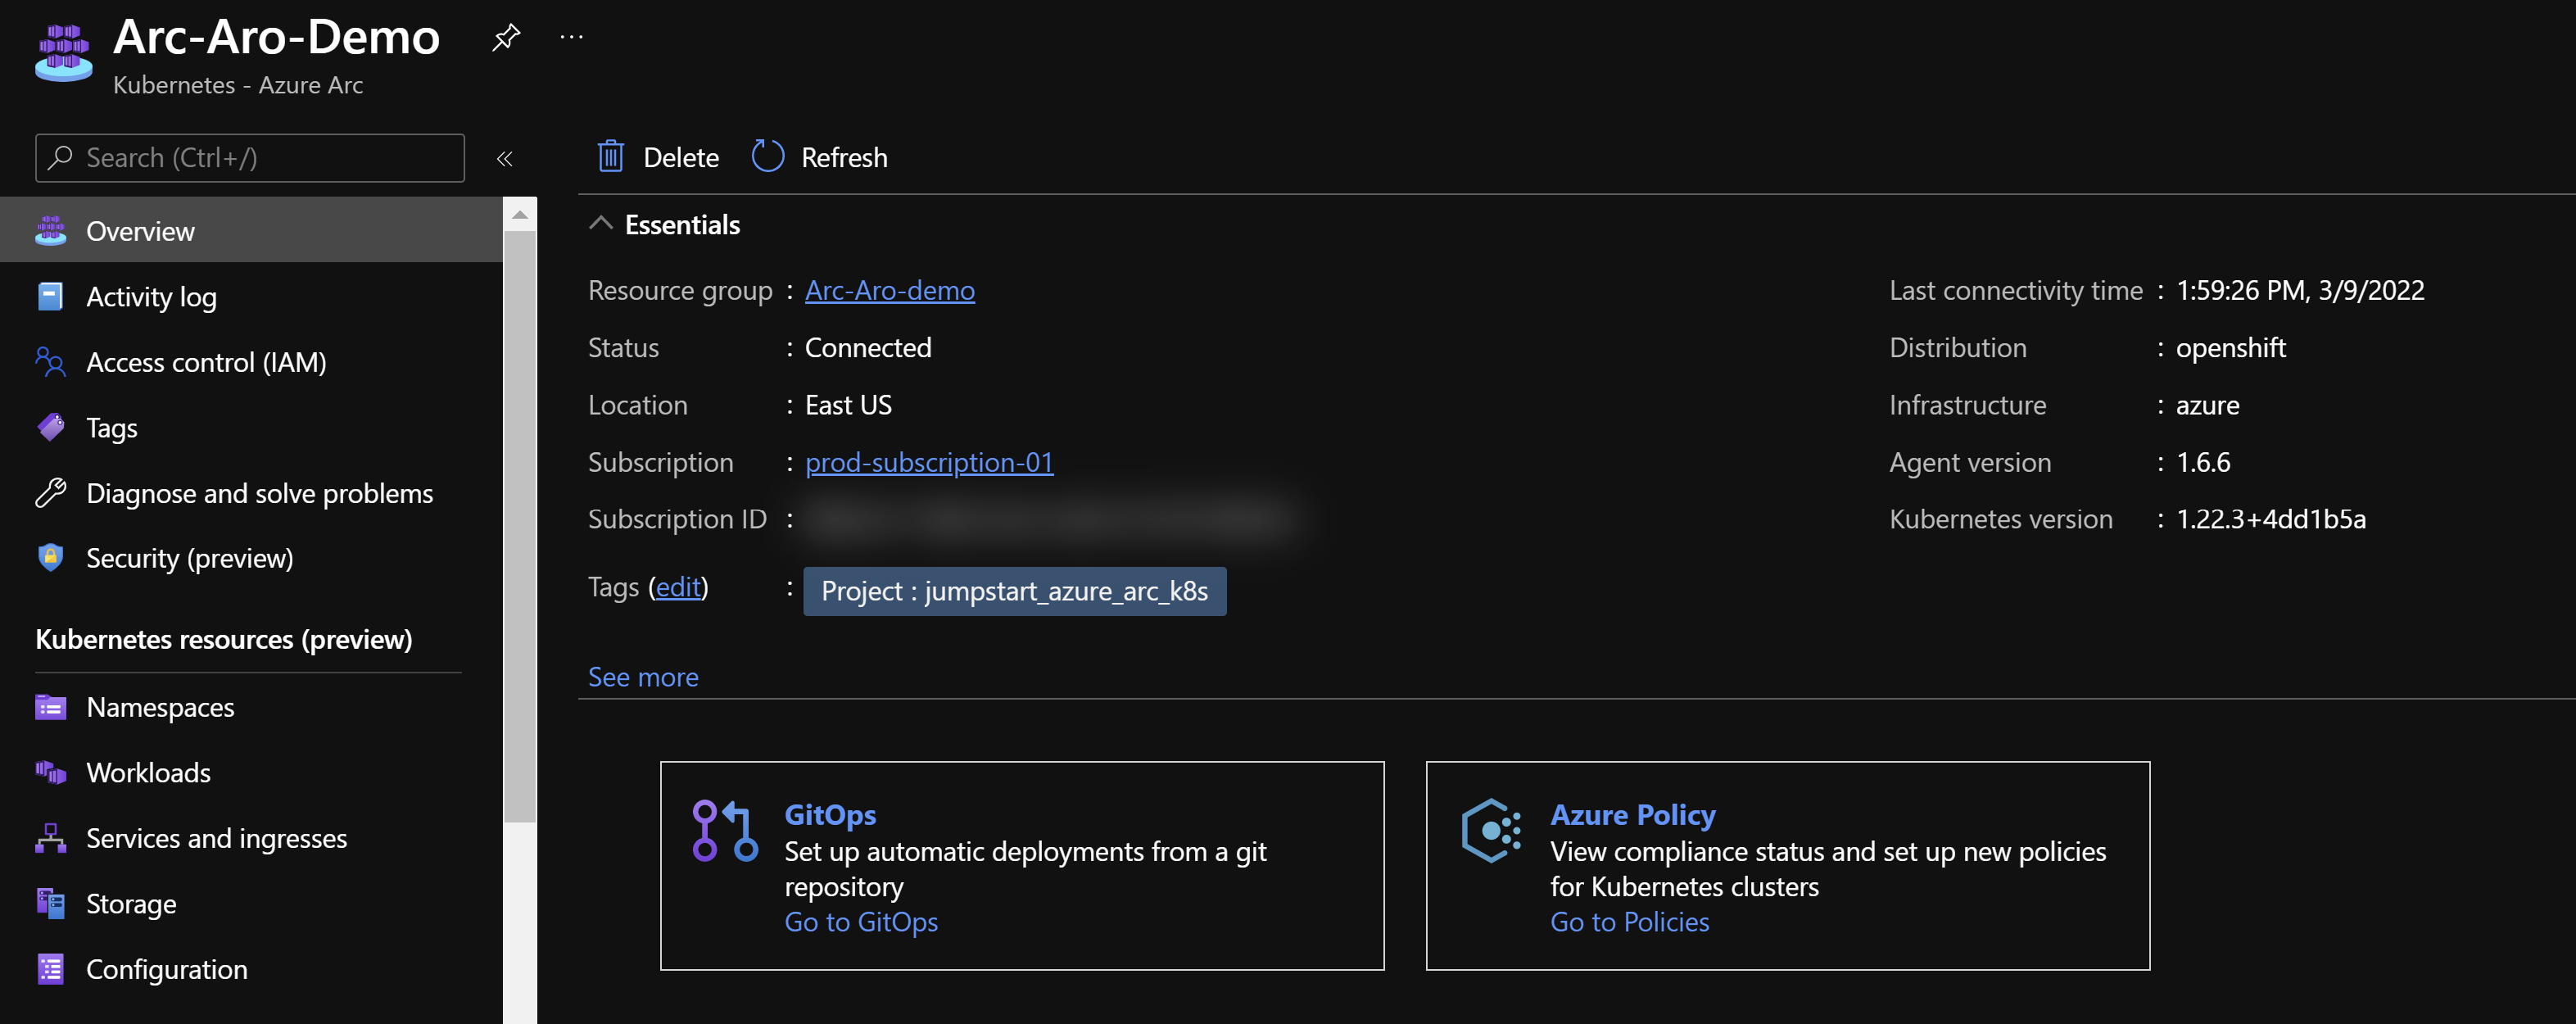 Arc-Aro-Demo
Kubernetes - Azure Arc
Search (Ctrl+/)
Overview
Activity log
Access control (IAM)
Tags
Diagnose and solve problems
Security (preview)
Kubernetes resources (preview)
Namespaces
Workloads
Services and ingresses
Storage
Configuration
Delete
Refresh
Essentials
Resource group : Arc-Aro-demo
Status : Connected
Location : East US
Subscription : prod-subscription-01
Subscription ID :
Tags (edit) : Project : jumpstart_azure_arc_k8s
Last connectivity time : 1:59:26 PM, 3/9/2022
Distribution : openshift
Infrastructure : azure
Agent version : 1.6.6
Kubernetes version : 1.22.3+4dd1b5a
See more
GitOps
Set up automatic deployments from a git
repository
Go to GitOps
Azure Policy
View compliance status and set up new policies
for Kubernetes clusters
Go to Policies